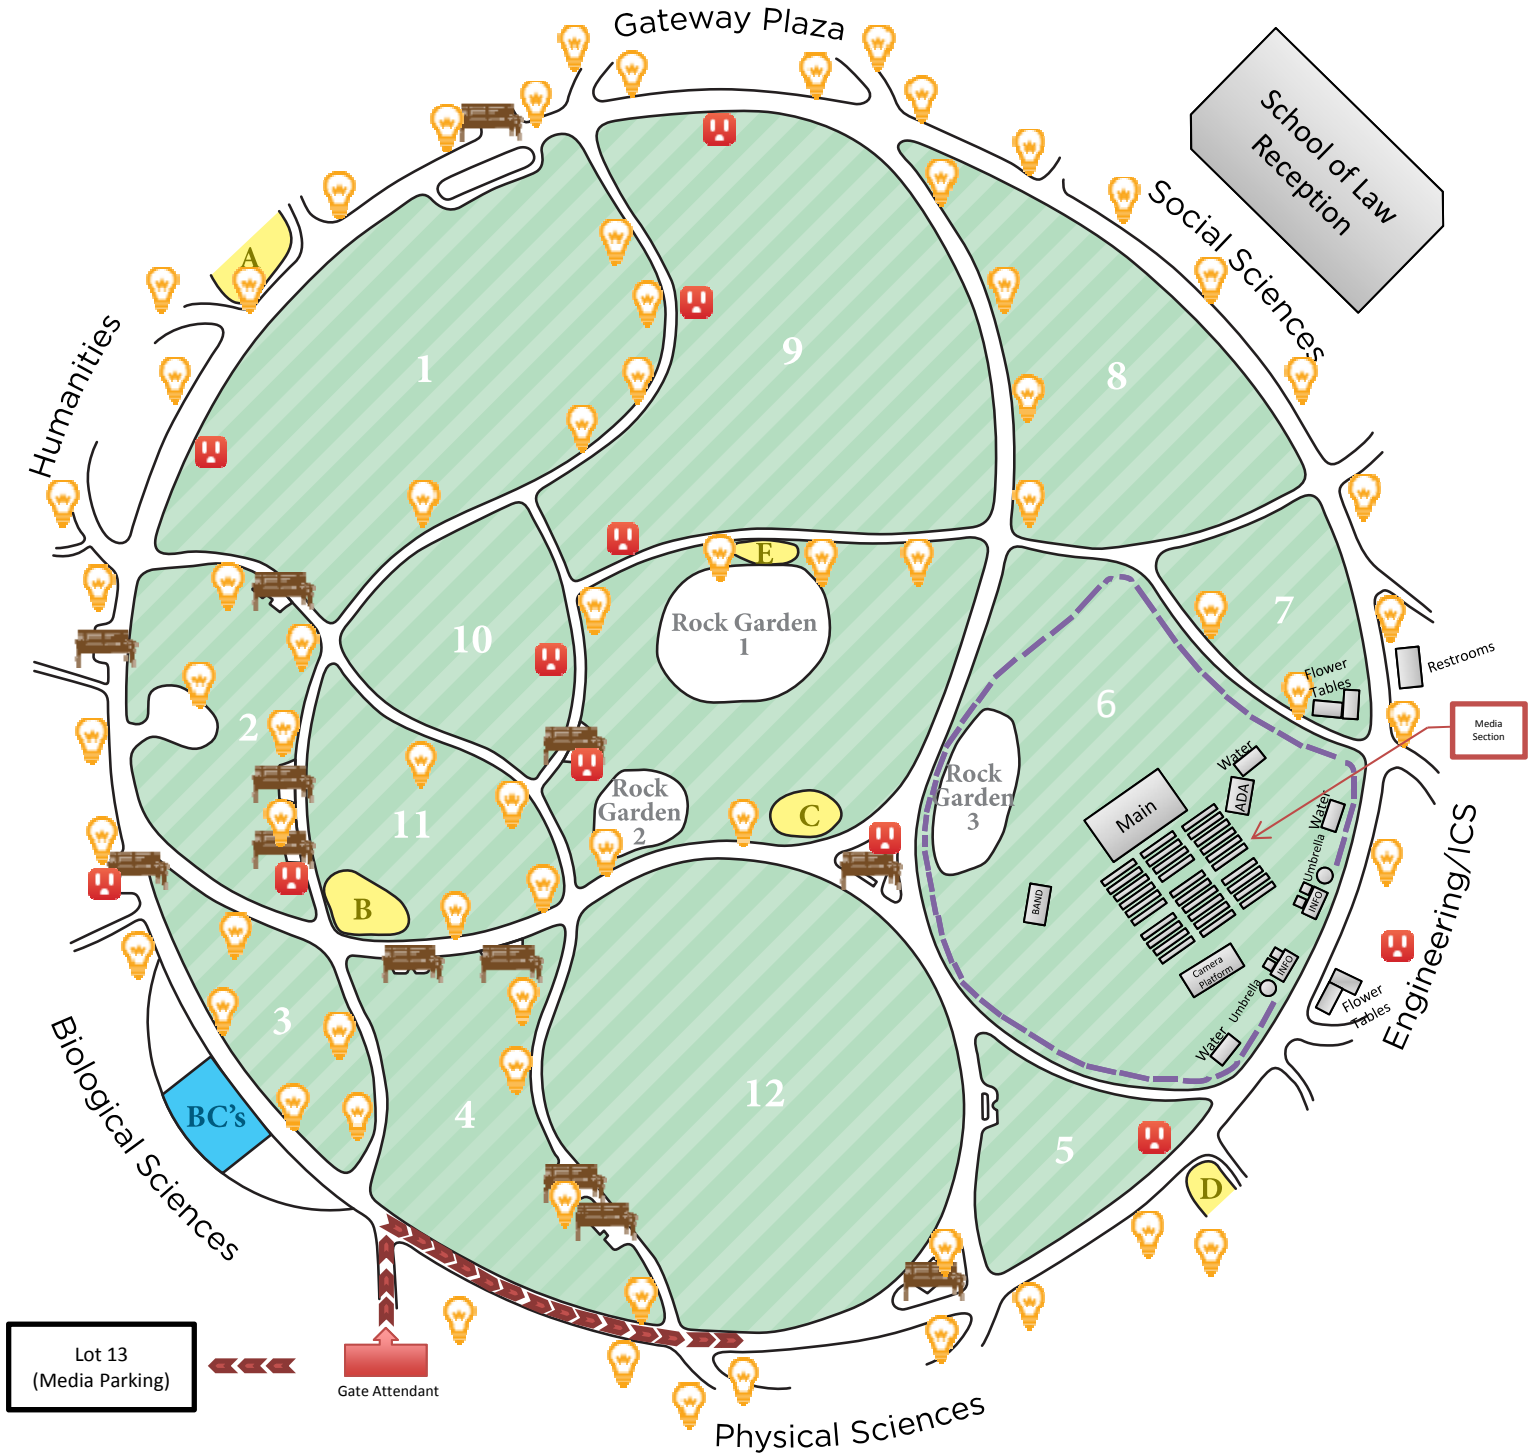 Gateway Plaza
School of Law
Reception
Social Sciences
Humanities
A
1
9
8
E
Rock Garden
1
10
7
Restrooms
Flower
Tables
6
Media
Section
2
Water
Rock
Garden
3
Main
ADA
Water
Rock
Garden
2
C
11
Umbrella
B
BAND
INFO
Engineering/ICS
Camera
Platform
INFO
Umbrella
Flower
Tables
Water
3
Biological Sciences
BC's
4
12
5
D
Lot 13
(Media Parking)
Gate Attendant
Physical Sciences